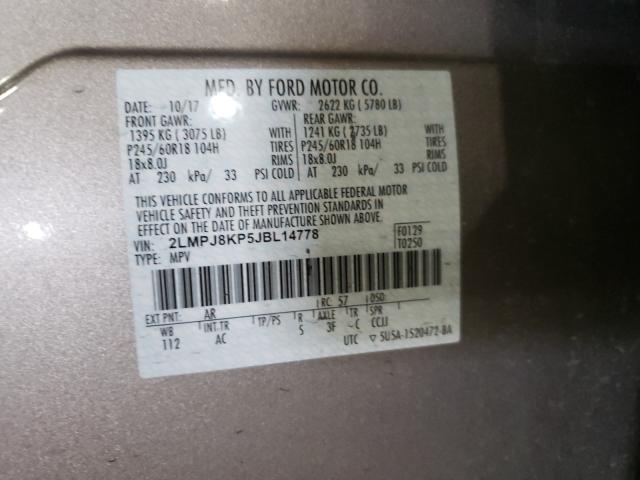 MFD. BY FORD MOTOR CO.
DATE: 10/17 GVWR: 2622 KG ( 5780 LB)
FRONT GAWR: REAR GAWR:
1395 KG ( 3075 LB) WITH 1241 KG ( 2735 LB) WITH
P245/60R18 104H TIRES P245/60R18 104H TIRES
18x8.0J RIMS 18x8.0J RIMS
AT 230 kPa/ 33 PSI COLD AT 230 kPa/ 33 PSI COLD
THIS VEHICLE CONFORMS TO ALL APPLICABLE FEDERAL MOTOR
VEHICLE SAFETY AND THEFT PREVENTION STANDARDS IN
EFFECT ON THE DATE OF MANUFACTURE SHOWN ABOVE.
VIN: 2LMPJ8KP5JBL14778 F0129
TYPE: MPV T0250
EXT PNT: AR RC: 57 DSO:
WB INT.TR TP/PS R AXLE TR SPR
112 AC 5 3F C CCJJ
UTC ▽ 5U5A-1520472-BA